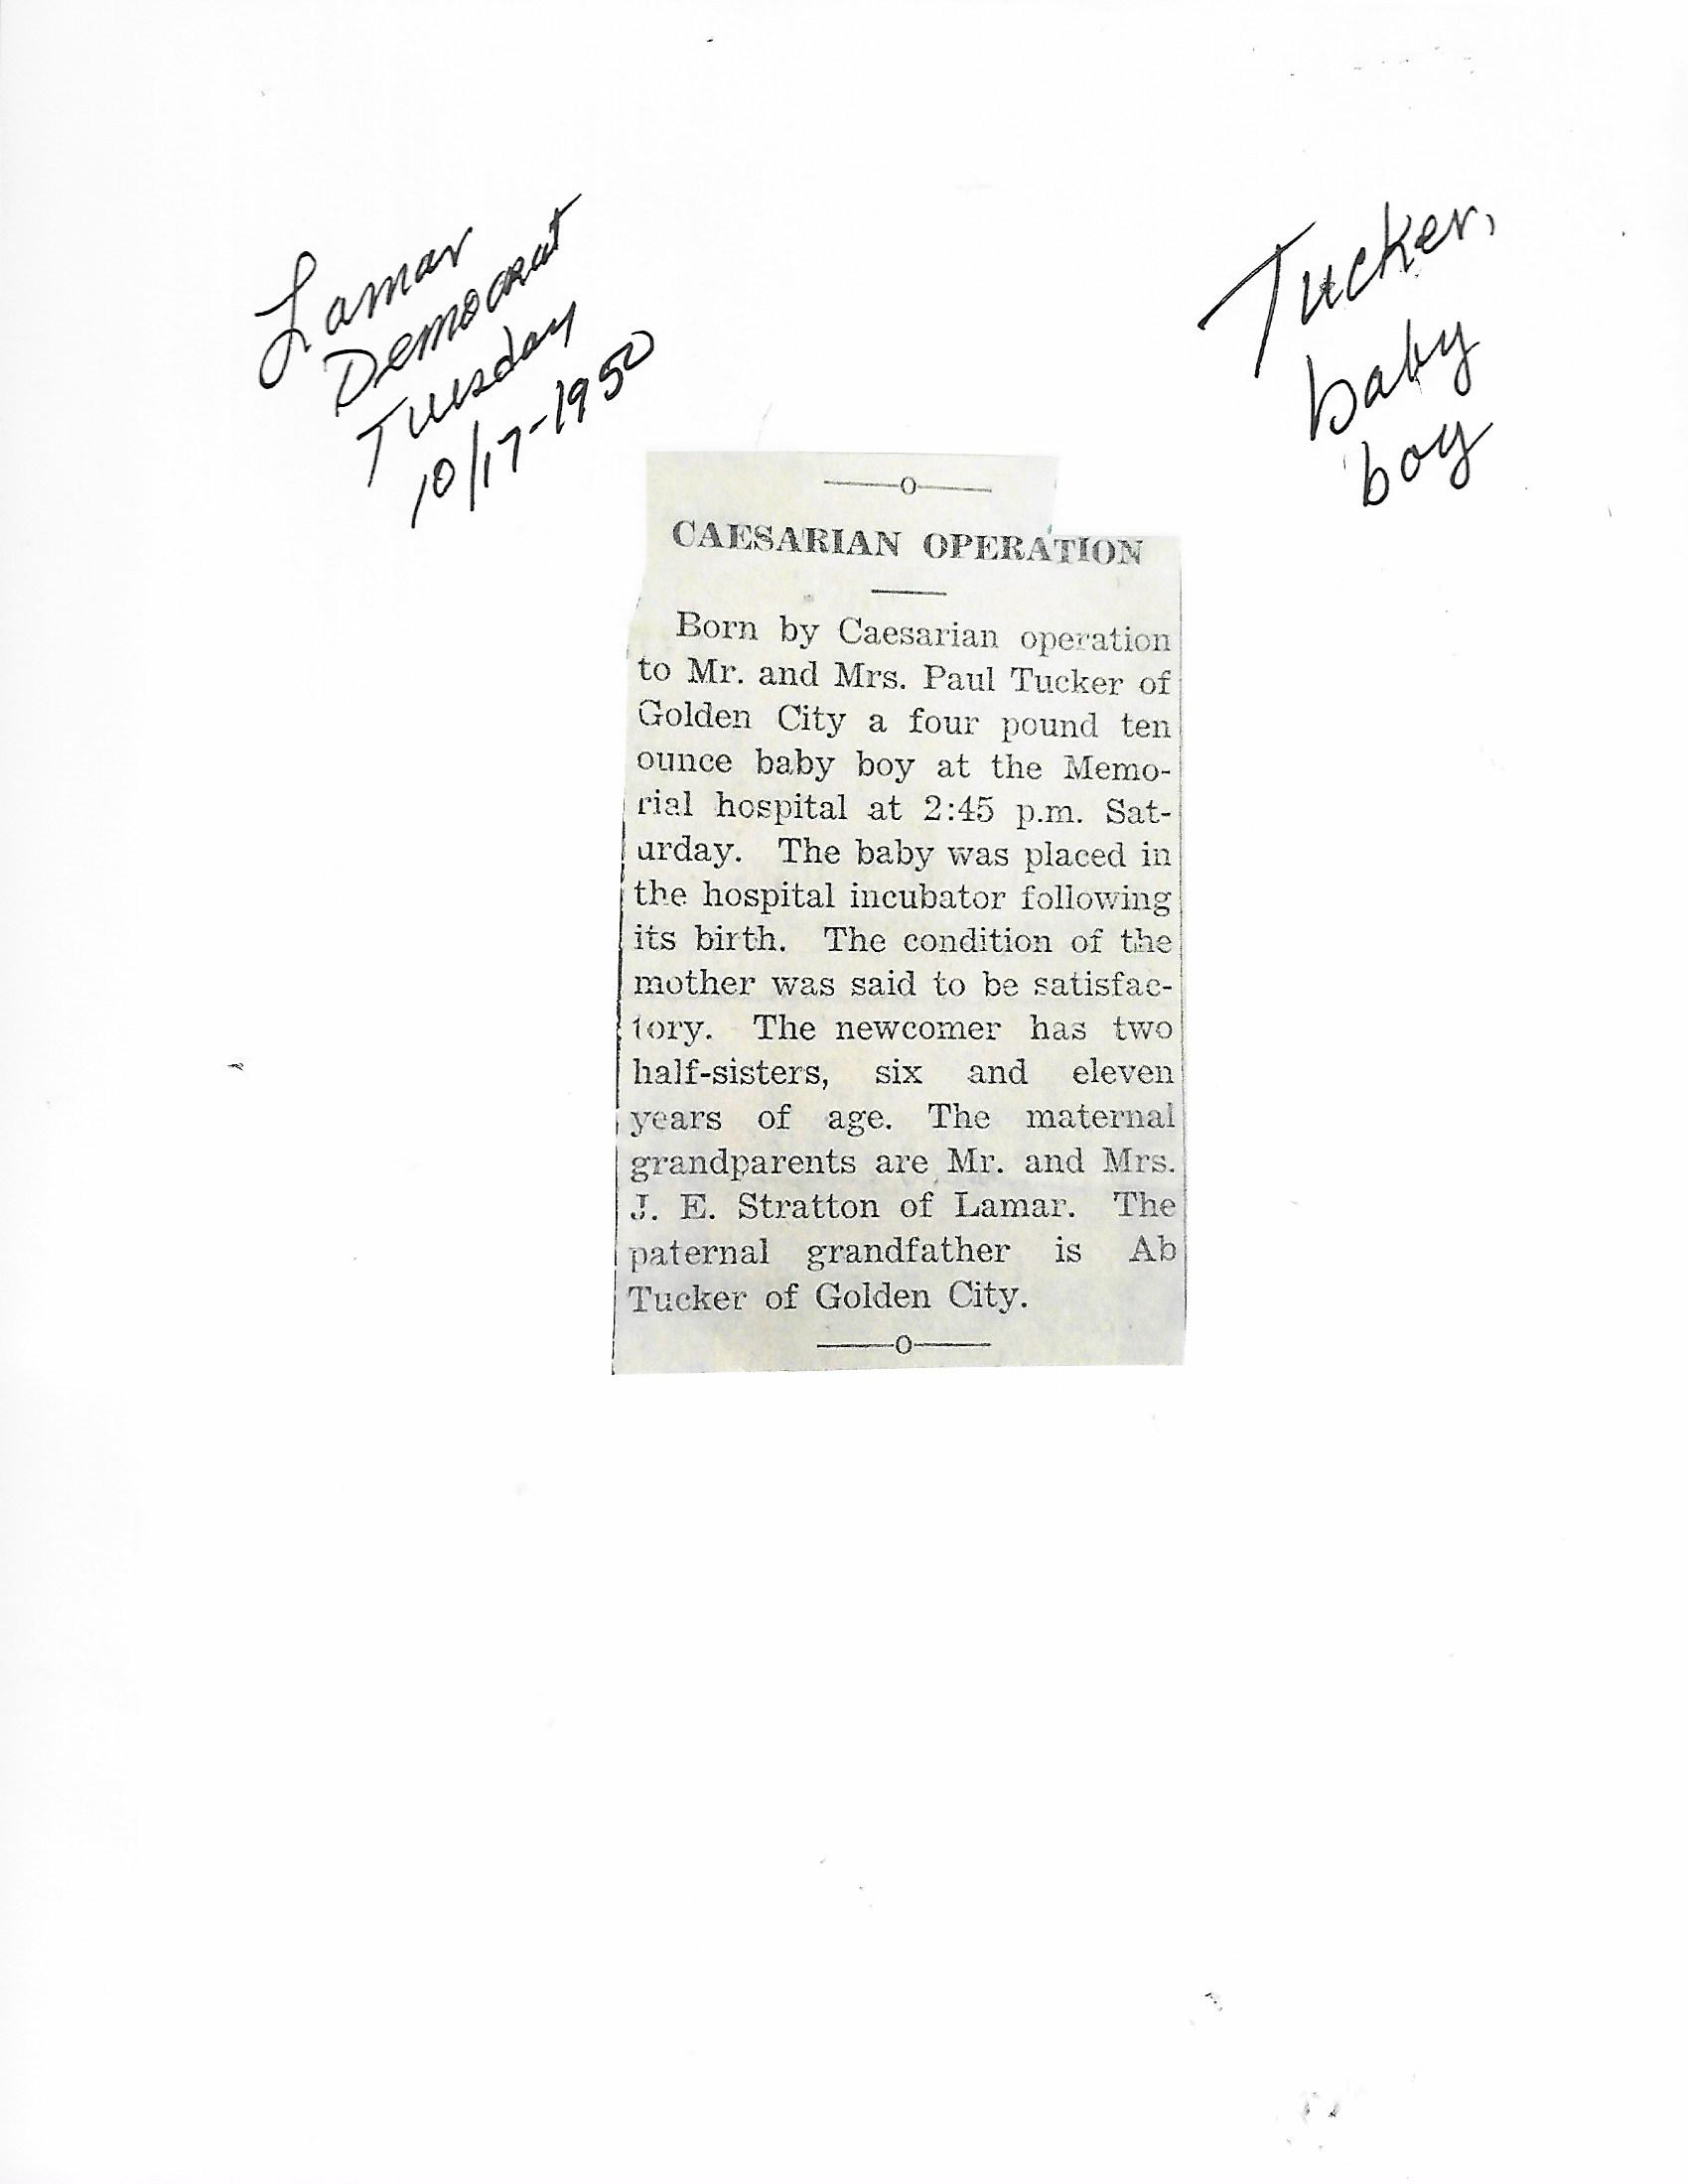 Lamar
Democrat
Tuesday
10/17-1950
Tucker,
baby
boy
CAESARIAN OPERATION
Born by Caesarian operation
to Mr. and Mrs. Paul Tucker of
Golden City a four pound ten
ounce baby boy at the Memo-
rial hospital at 2:45 p.m. Sat-
urday. The baby was placed in
the hospital incubator following
its birth. The condition of the
mother was said to be satisfac-
tory. The newcomer has two
half-sisters, six and eleven
years of age. The maternal
grandparents are Mr. and Mrs.
J. E. Stratton of Lamar. The
paternal grandfather is Ab
Tucker of Golden City.